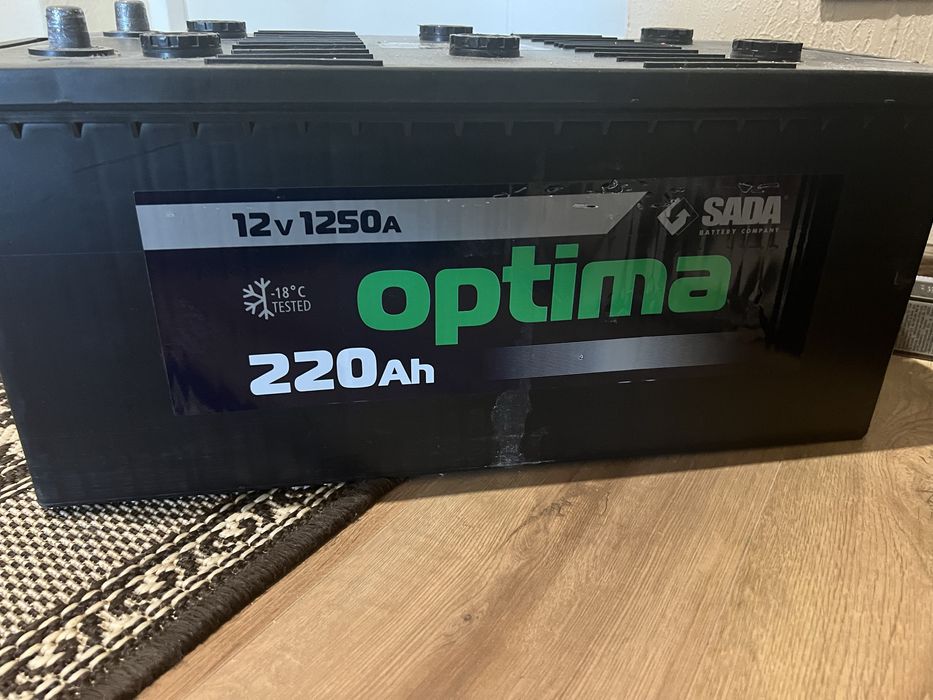 12V 1250A
SADA
BATTERY COMPANY
-18°C
TESTED
optima
220Ah